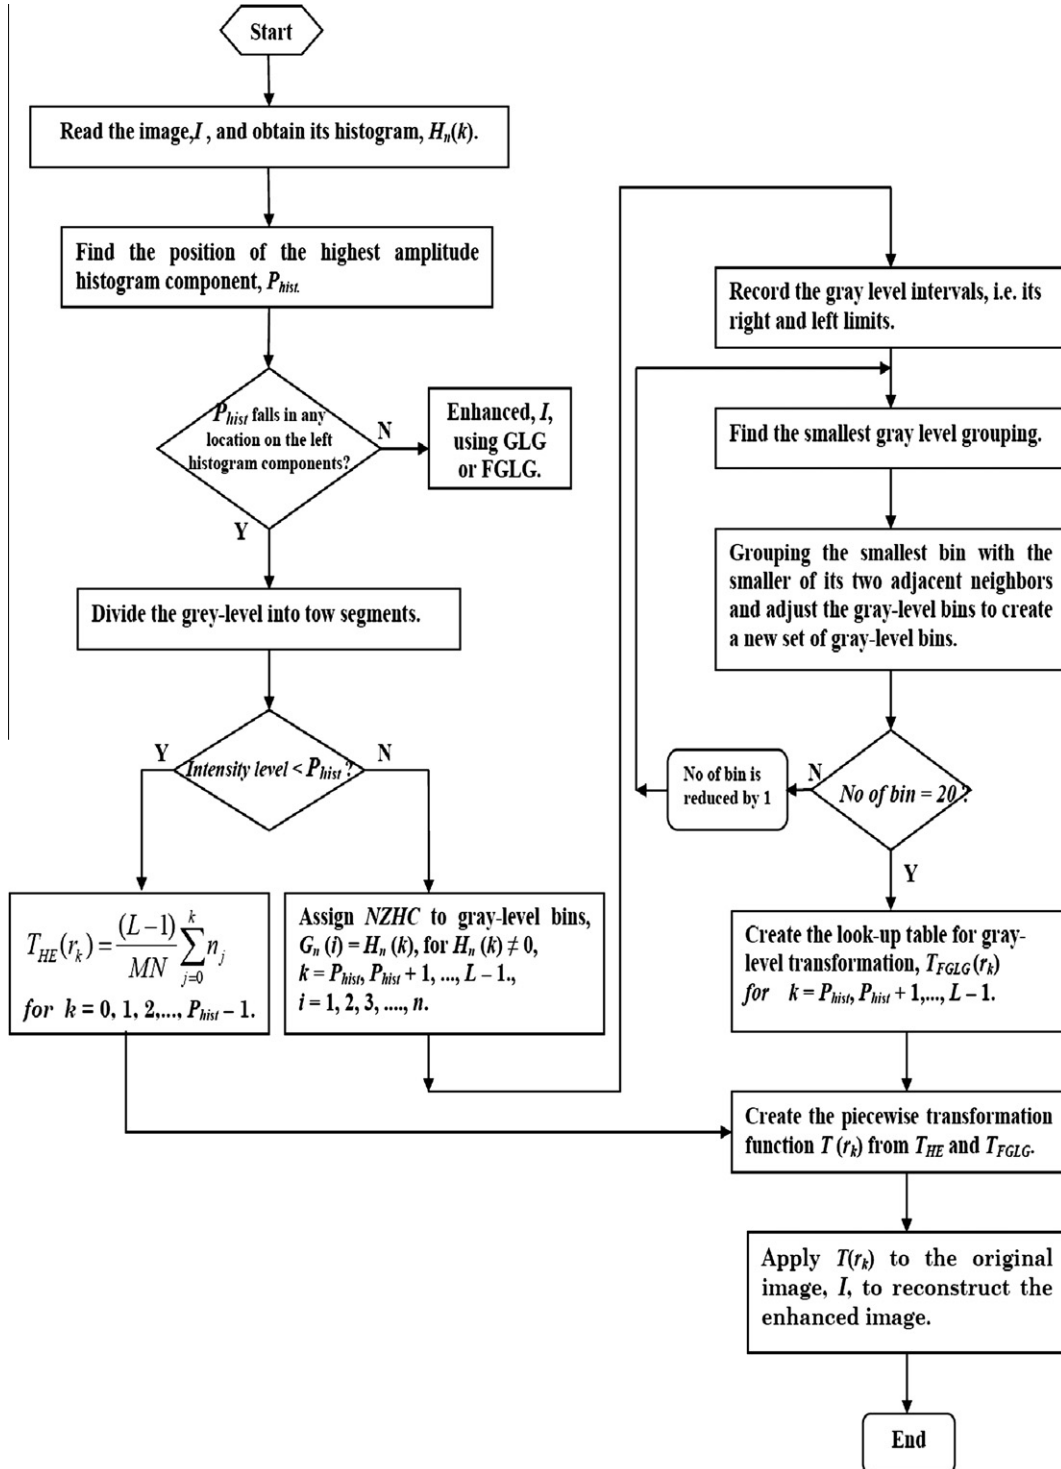 Start
Read the image, I , and obtain its histogram, Hn(k).
Find the position of the highest amplitude
histogram component, Phist.
Phist falls in any
location on the left
histogram components?
N
Enhanced, I,
using GLG
or FGLG.
Y
Divide the grey-level into tow segments.
Intensity level < Phist ?
Y
N
THE(rk) = (L−1)/MN ∑ j=0 k nj
for k = 0, 1, 2,..., Phist – 1.
Assign NZHC to gray-level bins,
Gn (i) = Hn (k), for Hn (k) ≠ 0,
k = Phist, Phist + 1, ..., L – 1.,
i = 1, 2, 3, ...., n.
Record the gray level intervals, i.e. its
right and left limits.
Find the smallest gray level grouping.
Grouping the smallest bin with the
smaller of its two adjacent neighbors
and adjust the gray-level bins to create
a new set of gray-level bins.
No of bin = 20 ?
N
No of bin is
reduced by 1
Y
Create the look-up table for gray-
level transformation, TFGLG(rk)
for k = Phist, Phist + 1,..., L – 1.
Create the piecewise transformation
function T (rk) from THE and TFGLG.
Apply T(rk) to the original
image, I, to reconstruct the
enhanced image.
End